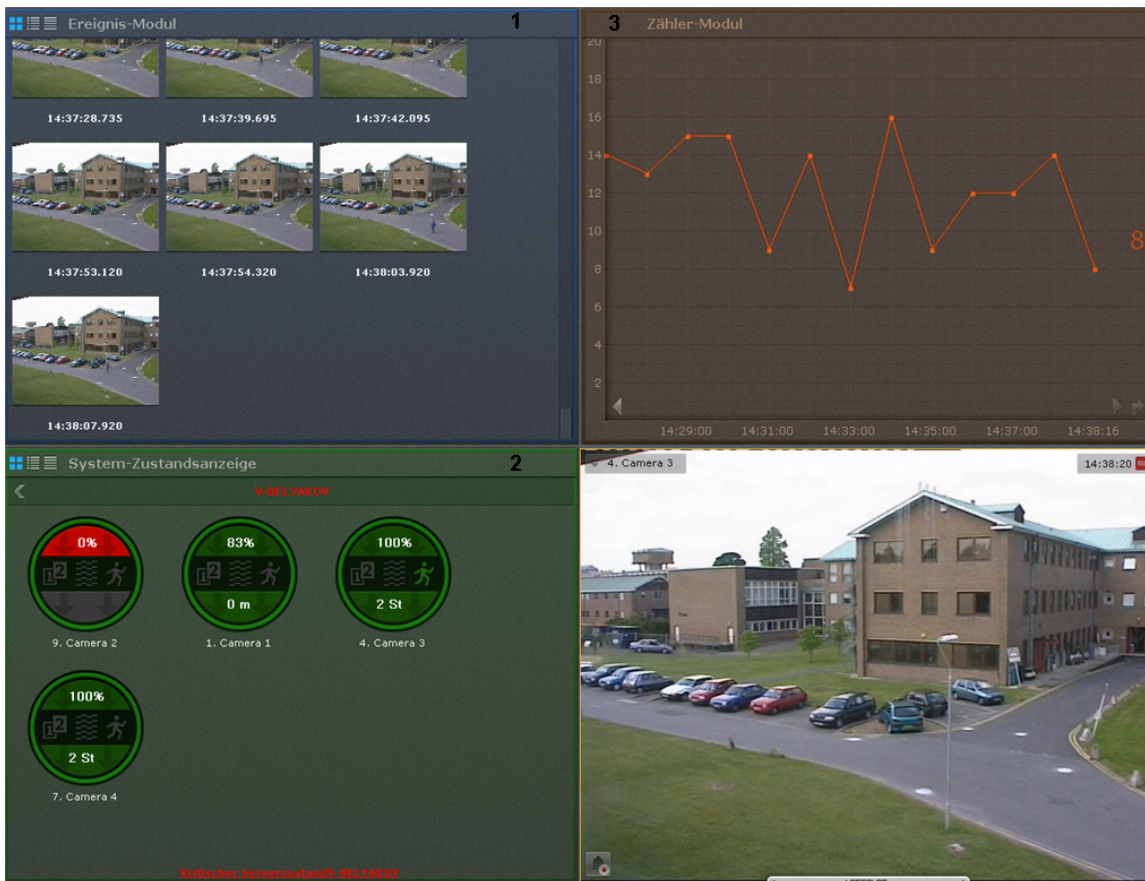 Ereignis-Modul 1
14:37:28.735 14:37:39.695 14:37:42.095
14:37:53.120 14:37:54.320 14:38:03.920
14:38:07.920
3 Zähler-Modul
20
18
16
14
12
10
8
6
4
2
8
14:29:00 14:31:00 14:33:00 14:35:00 14:37:00 14:38:16
System-Zustandsanzeige 2
V-BELYAKOV
0% 83% 100%
0 m 2 St
9. Camera 2 1. Camera 1 4. Camera 3
100%
2 St
7. Camera 4
Kritischer ServerzustandV-BELYAKOV
4. Camera 3 14:38:20